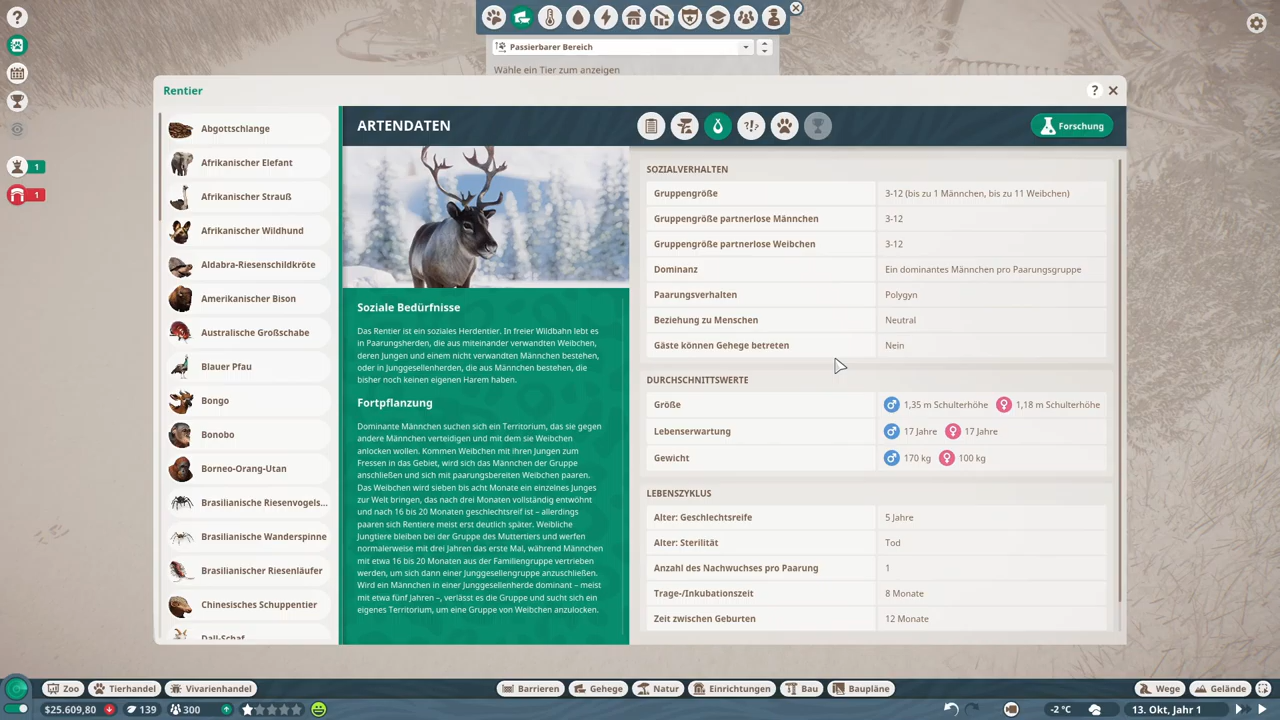 Passierbarer Bereich
Wähle ein Tier zum anzeigen
Rentier
?
?
1
1
Abgottschlange
Afrikanischer Elefant
Afrikanischer Strauß
Afrikanischer Wildhund
Aldabra-Riesenschildkröte
Amerikanischer Bison
Australische Großschabe
Blauer Pfau
Bongo
Bonobo
Borneo-Orang-Utan
Brasilianische Riesenvogels...
Brasilianische Wanderspinne
Brasilianischer Riesenläufer
Chinesisches Schuppentier
Dall-Schaf
ARTENDATEN
?!?
Forschung
Soziale Bedürfnisse
Das Rentier ist ein soziales Herdentier. In freier Wildbahn lebt es
in Paarungsherden, die aus miteinander verwandten Weibchen,
deren Jungen und einem nicht verwandten Männchen bestehen,
oder in Junggesellenherden, die aus Männchen bestehen, die
bisher noch keinen eigenen Harem haben.
Fortpflanzung
Dominante Männchen suchen sich ein Territorium, das sie gegen
andere Männchen verteidigen und mit dem sie Weibchen
anlocken wollen. Kommen Weibchen mit ihren Jungen zum
Fressen in das Gebiet, wird sich das Männchen der Gruppe
anschließen und sich mit paarungsbereiten Weibchen paaren.
Das Weibchen wird sieben bis acht Monate ein einzelnes Junges
zur Welt bringen, das nach drei Monaten vollständig entwöhnt
und nach 16 bis 20 Monaten geschlechtsreif ist – allerdings
paaren sich Rentiere meist erst deutlich später. Weibliche
Jungtiere bleiben bei der Gruppe des Muttertiers und werfen
normalerweise mit drei Jahren das erste Mal, während Männchen
mit etwa 16 bis 20 Monaten aus der Familiengruppe vertrieben
werden, um sich dann einer Junggesellengruppe anzuschließen.
Wird ein Männchen in einer Junggesellenherde dominant – meist
mit etwa fünf Jahren –, verlässt es die Gruppe und sucht sich ein
eigenes Territorium, um eine Gruppe von Weibchen anzulocken.
SOZIALVERHALTEN
Gruppengröße 3-12 (bis zu 1 Männchen, bis zu 11 Weibchen)
Gruppengröße partnerlose Männchen 3-12
Gruppengröße partnerlose Weibchen 3-12
Dominanz Ein dominantes Männchen pro Paarungsgruppe
Paarungsverhalten Polygyn
Beziehung zu Menschen Neutral
Gäste können Gehege betreten Nein
DURCHSCHNITTSWERTE
Größe 1,35 m Schulterhöhe 1,18 m Schulterhöhe
Lebenserwartung 17 Jahre 17 Jahre
Gewicht 170 kg 100 kg
LEBENSZYKLUS
Alter: Geschlechtsreife 5 Jahre
Alter: Sterilität Tod
Anzahl des Nachwuchses pro Paarung 1
Trage-/Inkubationszeit 8 Monate
Zeit zwischen Geburten 12 Monate
Zoo Tierhandel Vivarienhandel Barrieren Gehege Natur Einrichtungen Bau Baupläne Wege Gelände
$25.609,80 139 300 -2 °C 13. Okt, Jahr 1